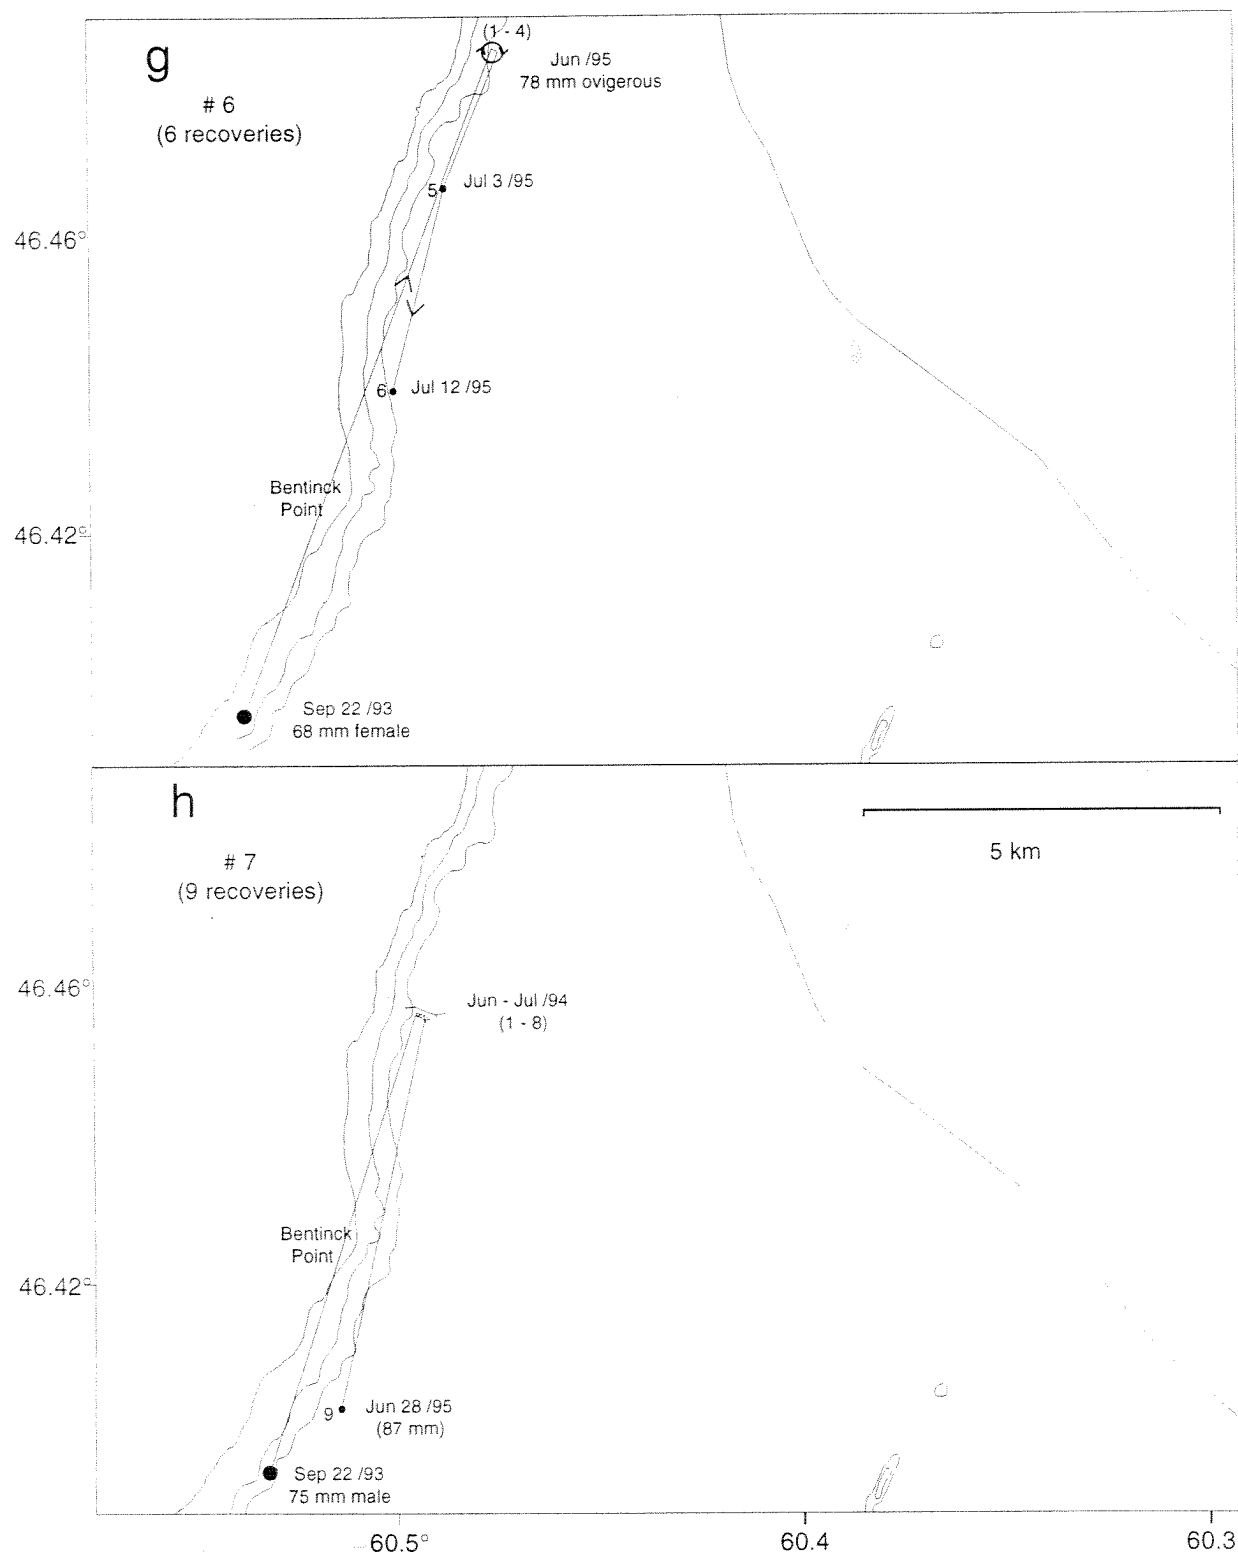 g
# 6
(6 recoveries)
(1 - 4)
Jun /95
78 mm ovigerous
5
Jul 3 /95
46.46°
6
Jul 12 /95
Bentinck
Point
46.42°
Sep 22 /93
68 mm female
h
# 7
(9 recoveries)
5 km
46.46°
Jun - Jul /94
(1 - 8)
Bentinck
Point
46.42°
9
Jun 28 /95
(87 mm)
Sep 22 /93
75 mm male
60.5°
60.4
60.3